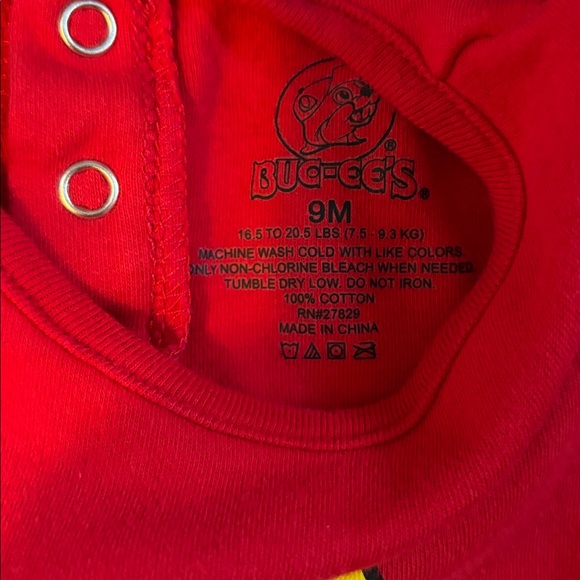 BUC-EE'S®
9M
16.5 TO 20.5 LBS (7.5 - 9.3 KG)
MACHINE WASH COLD WITH LIKE COLORS
ONLY NON-CHLORINE BLEACH WHEN NEEDED
TUMBLE DRY LOW. DO NOT IRON.
100% COTTON
RN#27829
MADE IN CHINA